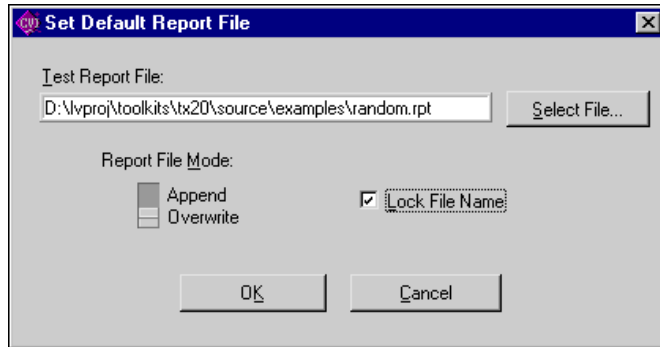 CVI Set Default Report File
Test Report File:
D:\lvproj\toolkits\tx20\source\examples\random.rpt
Select File...
Report File Mode:
Append
Overwrite
Lock File Name
OK
Cancel